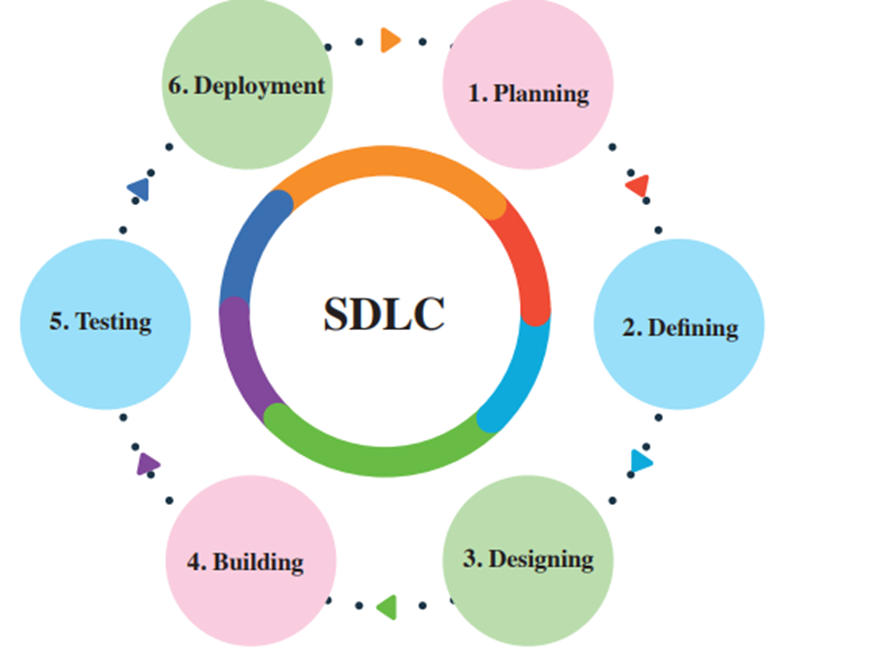 6. Deployment
1. Planning
5. Testing
SDLC
2. Defining
4. Building
3. Designing